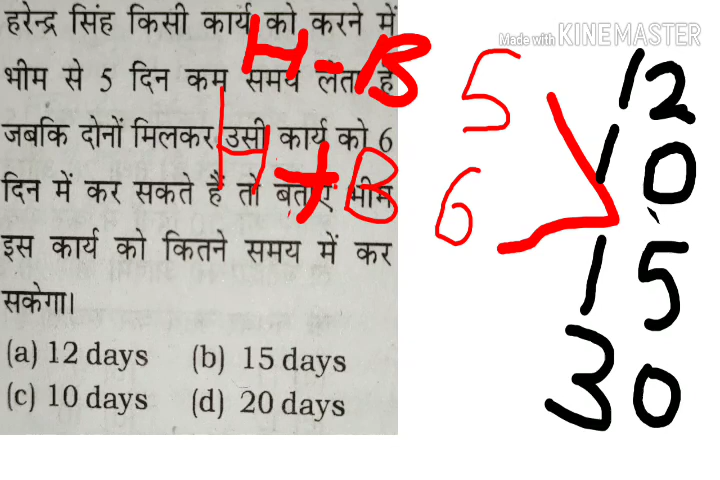 हरेन्द्र सिंह किसी कार्य को करने में
भीम से 5 दिन कम समय लेता है
जबकि दोनों मिलकर उसी कार्य को 6
दिन में कर सकते हैं तो बताएं भीम
इस कार्य को कितने समय में कर
सकेगा।
(a) 12 days (b) 15 days
(c) 10 days (d) 20 days
H-B
H+B
Made with KINEMASTER
5
6
12
10
15
30